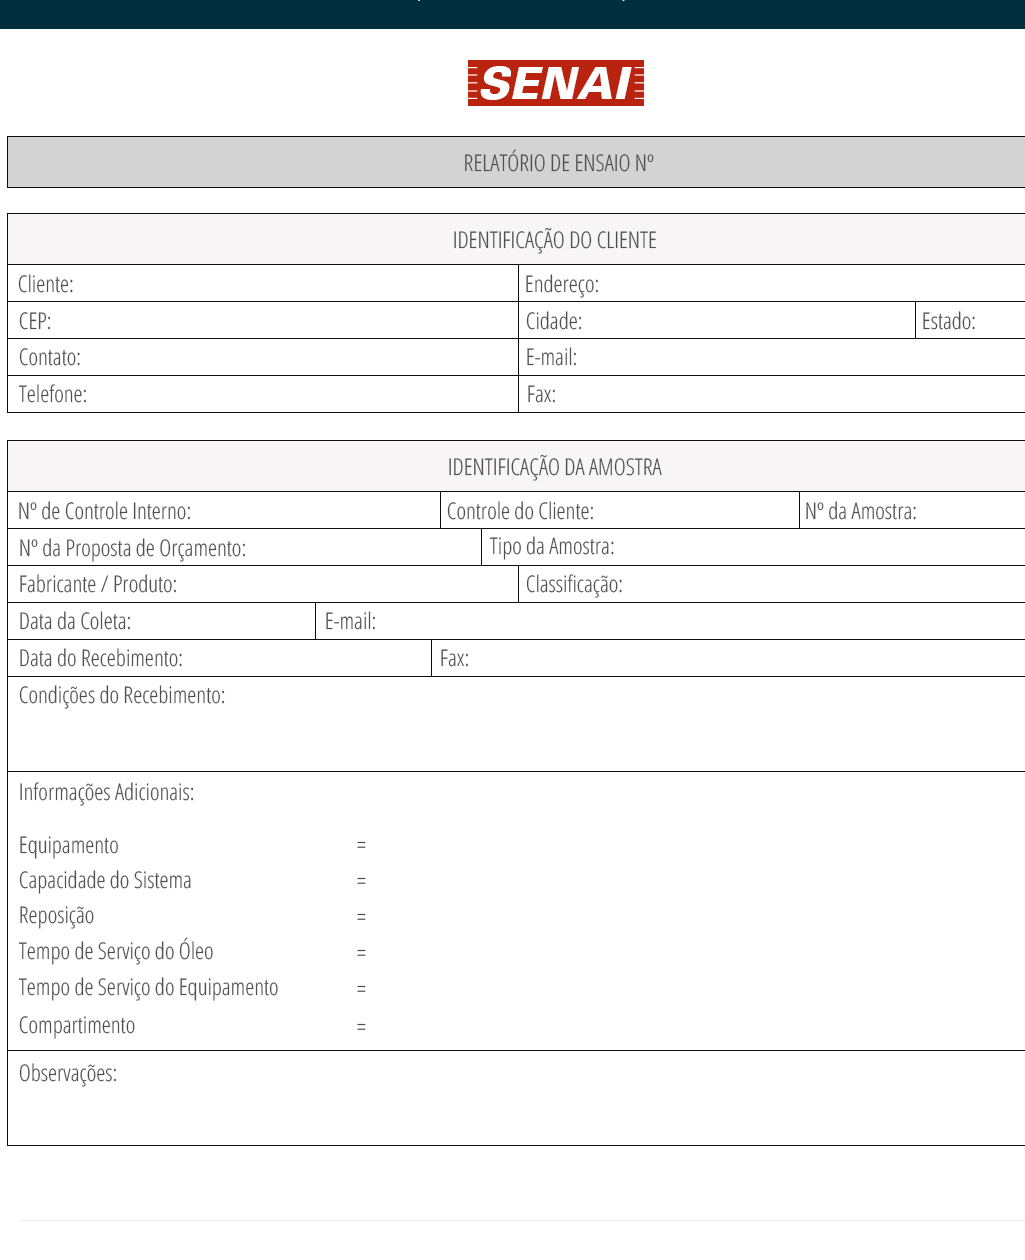 SENAI
RELATÓRIO DE ENSAIO Nº
IDENTIFICAÇÃO DO CLIENTE
Cliente: Endereço:
CEP: Cidade: Estado:
Contato: E-mail:
Telefone: Fax:
IDENTIFICAÇÃO DA AMOSTRA
Nº de Controle Interno: Controle do Cliente: Nº da Amostra:
Nº da Proposta de Orçamento: Tipo da Amostra:
Fabricante / Produto: Classificação:
Data da Coleta: E-mail:
Data do Recebimento: Fax:
Condições do Recebimento:
Informações Adicionais:
Equipamento =
Capacidade do Sistema =
Reposição =
Tempo de Serviço do Óleo =
Tempo de Serviço do Equipamento =
Compartimento =
Observações: